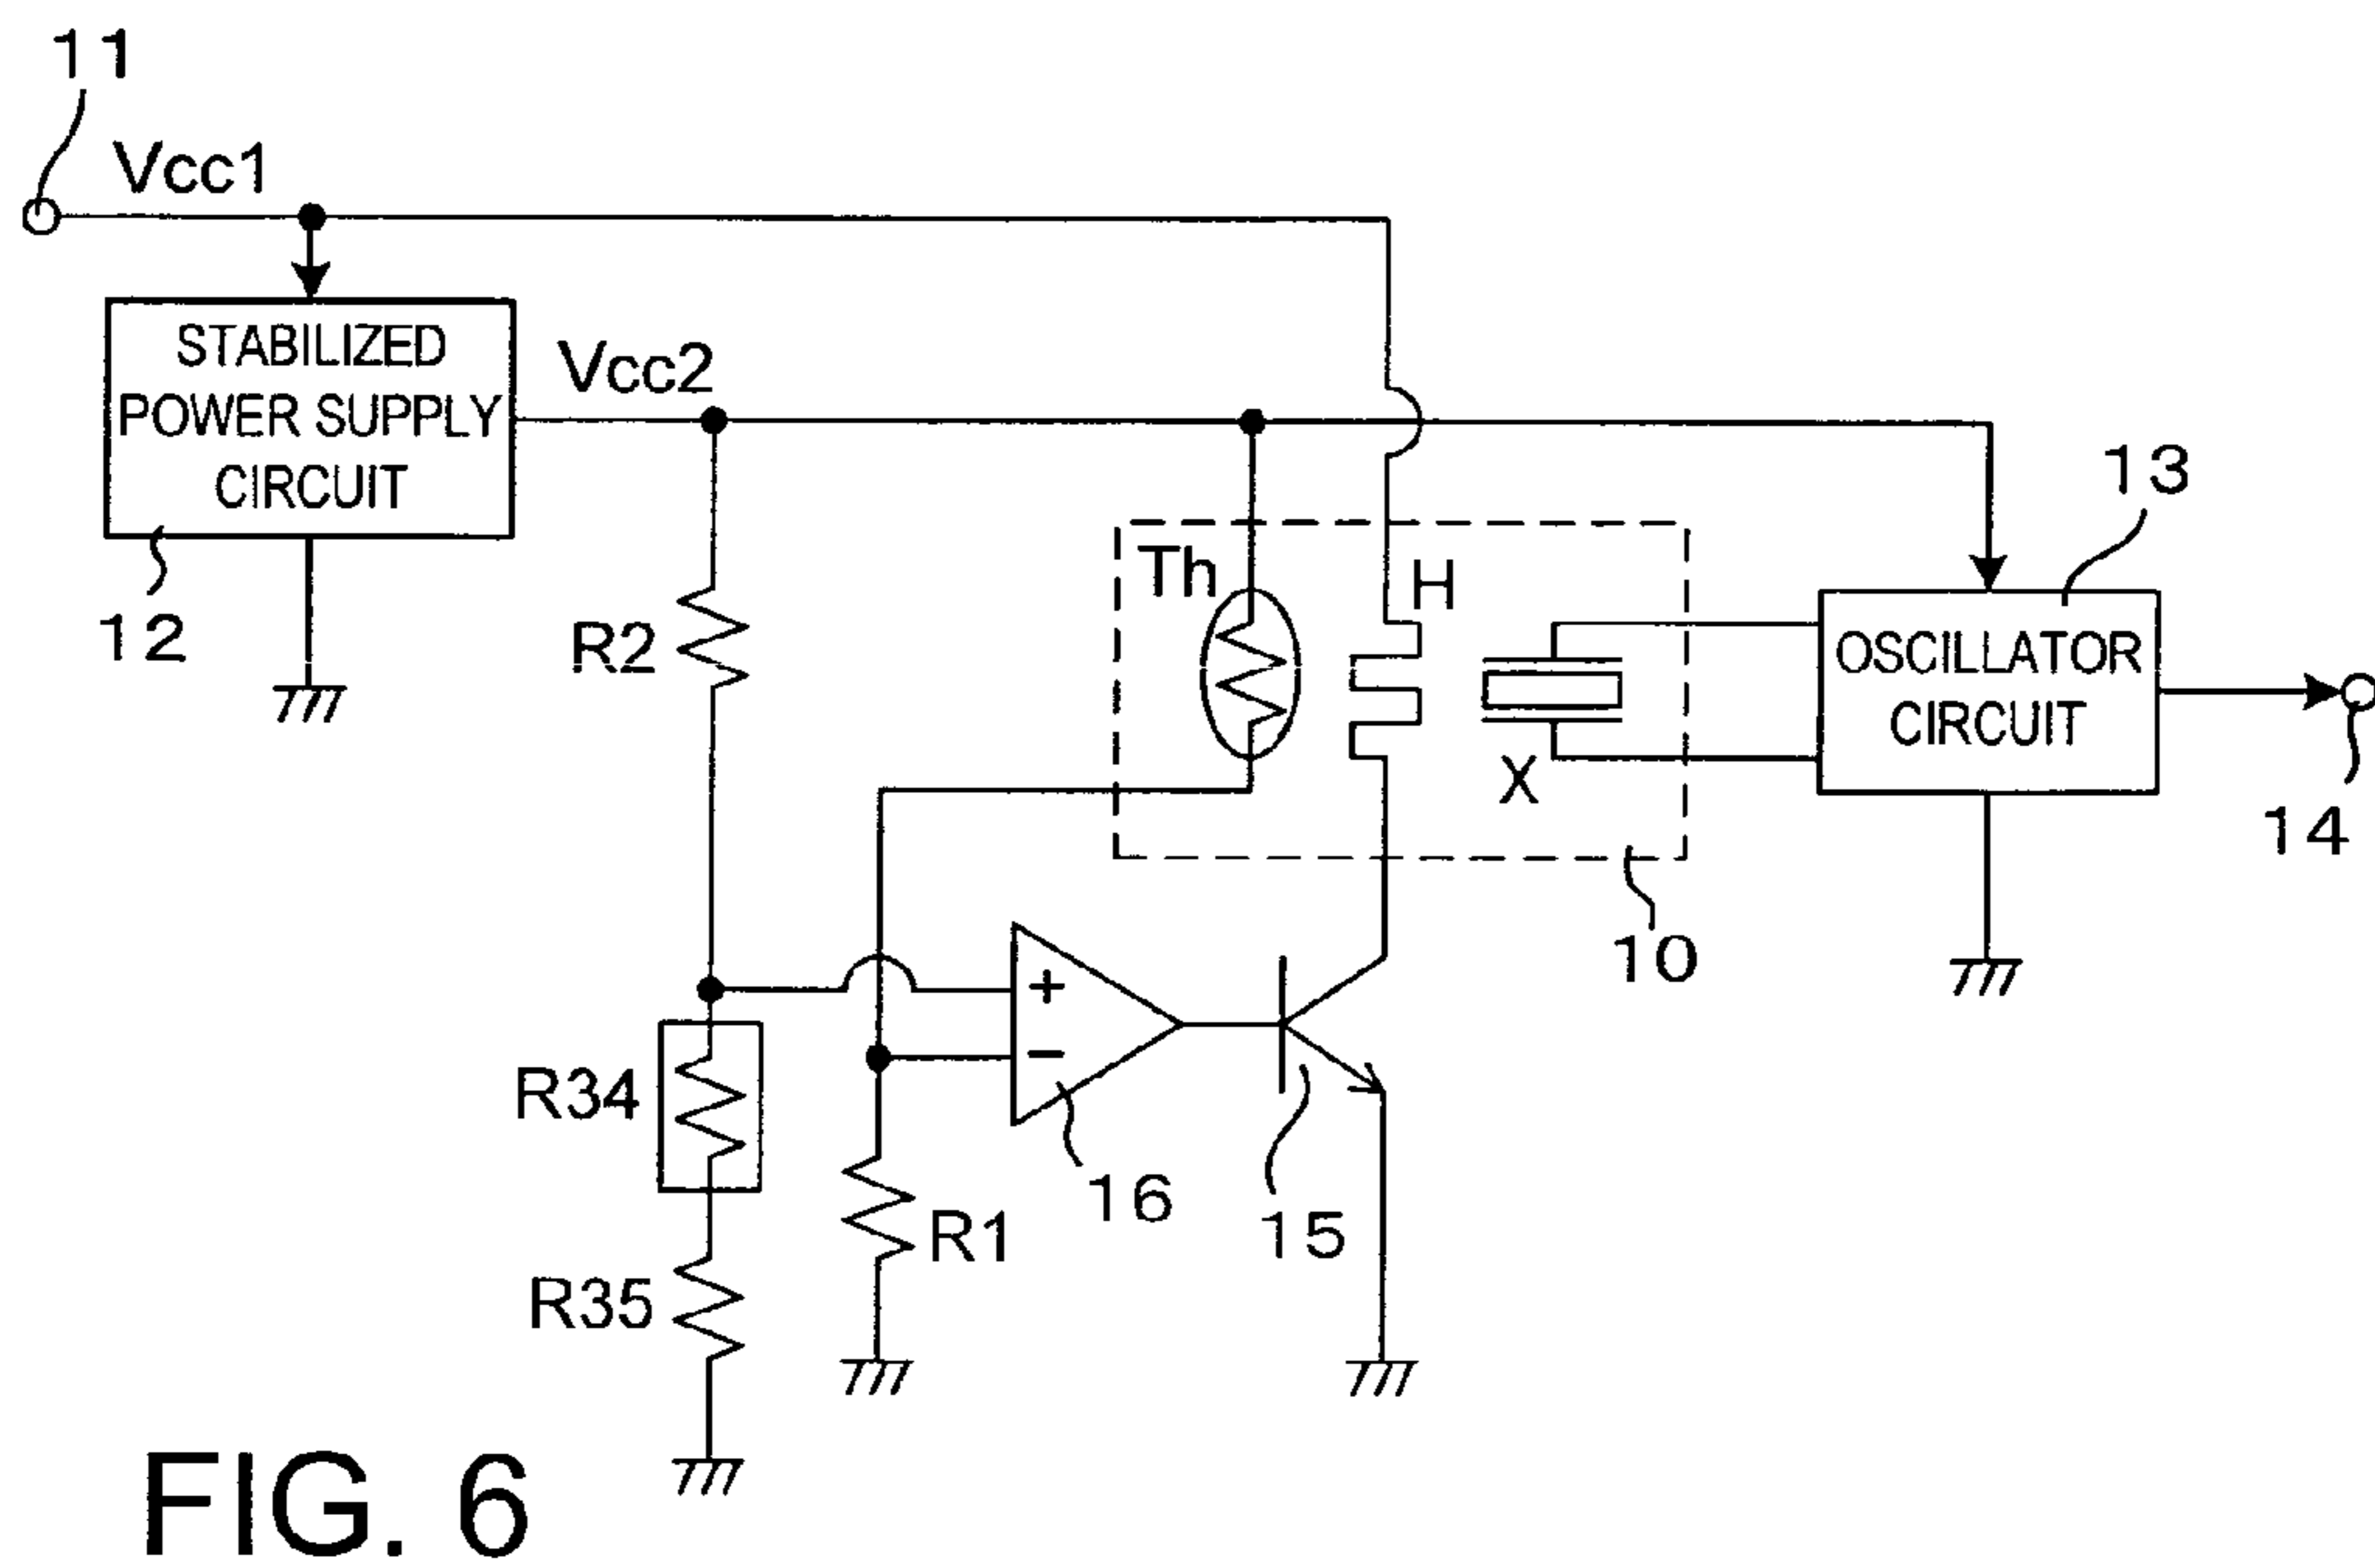 11
Vcc1
STABILIZED
POWER SUPPLY
CIRCUIT
12
Vcc2
R2
Th
H
X
10
13
OSCILLATOR
CIRCUIT
14
+
−
16
15
R34
R35
R1
FIG. 6